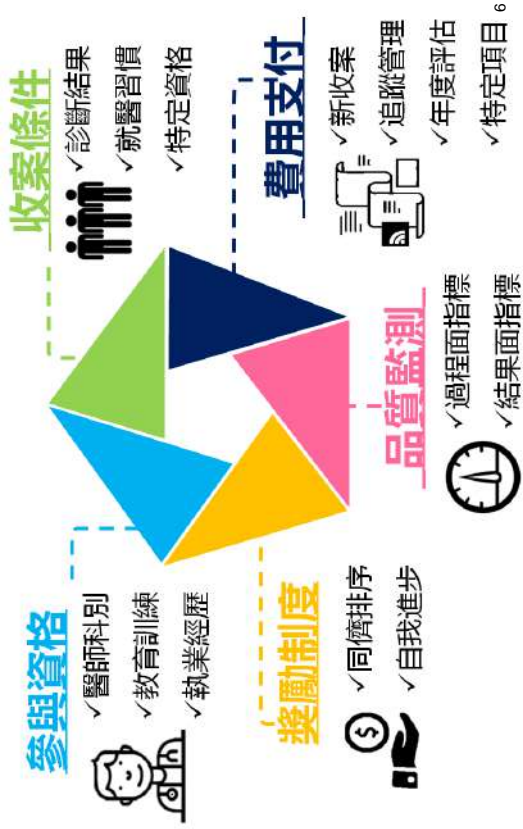 參與資格
✓醫師科別
✓教育訓練
✓執業經歷
收案條件
✓診斷結果
✓就醫習慣
✓特定資格
費用支付
✓新收案
✓追蹤管理
✓年度評估
✓特定項目
品質監測
✓過程面指標
✓結果面指標
獎勵制度
✓同儕排序
✓自我進步
$
6